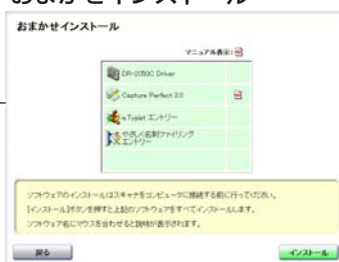 おまかせインストール
おまかせインストール
マニュアル表示:
DR-2050C Driver
Capture Perfect 2.0
e.Typist エントリー
やさしく名刺ファイリング
エントリー
ソフトウェアのインストールはスキャナをコンピュータに接続する前に行ってください。
[インストール]ボタンを押すと上記のソフトウェアをすべてインストールします。
ソフトウェア名にマウスを合わせると説明が表示されます。
戻る
インストール